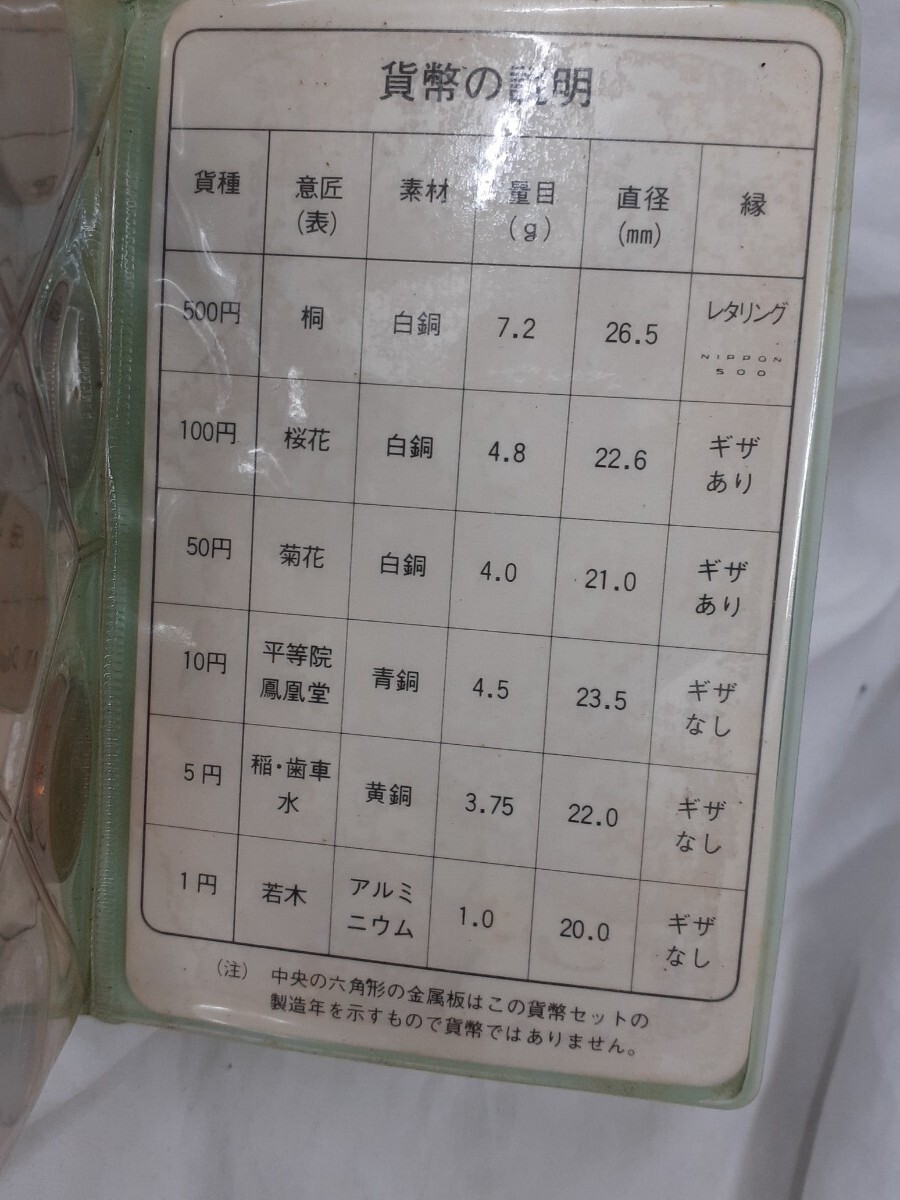 貨幣の説明
貨種 意匠(表) 素材 量目(g) 直径(mm) 縁
500円 桐 白銅 7.2 26.5 レタリング NIPPON 500
100円 桜花 白銅 4.8 22.6 ギザあり
50円 菊花 白銅 4.0 21.0 ギザあり
10円 平等院鳳凰堂 青銅 4.5 23.5 ギザなし
5円 稲・歯車水 黄銅 3.75 22.0 ギザなし
1円 若木 アルミニウム 1.0 20.0 ギザなし
(注) 中央の六角形の金属板はこの貨幣セットの
製造年を示すもので貨幣ではありません。